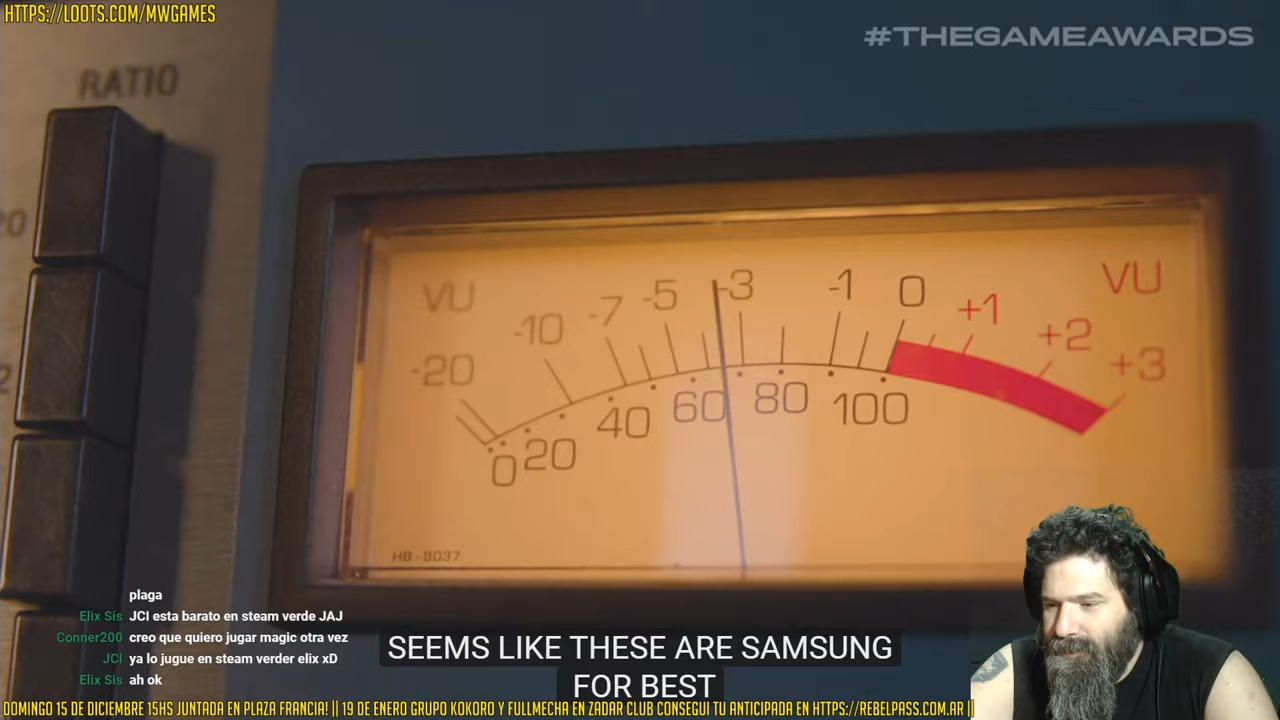 HTTPS://LOOTS.COM/MWGAMES
#THEGAMEAWARDS
RATIO
VU
VU
-20
-10
-7
-5
-3
-1
0
+1
+2
+3
0
20
40
60
80
100
HB-9037
plaga
Elix Sis JCI esta barato en steam verde JAJ
Conner200 creo que quiero jugar magic otra vez
JCI ya lo jugue en steam verder elix xD
Elix Sis ah ok
SEEMS LIKE THESE ARE SAMSUNG
FOR BEST
DOMINGO 15 DE DICIEMBRE 15HS JUNTADA EN PLAZA FRANCIA! || 19 DE ENERO GRUPO KOKORO Y FULLMECHA EN ZADAR CLUB CONSEGUI TU ANTICIPADA EN HTTPS://REBELPASS.COM.AR ||